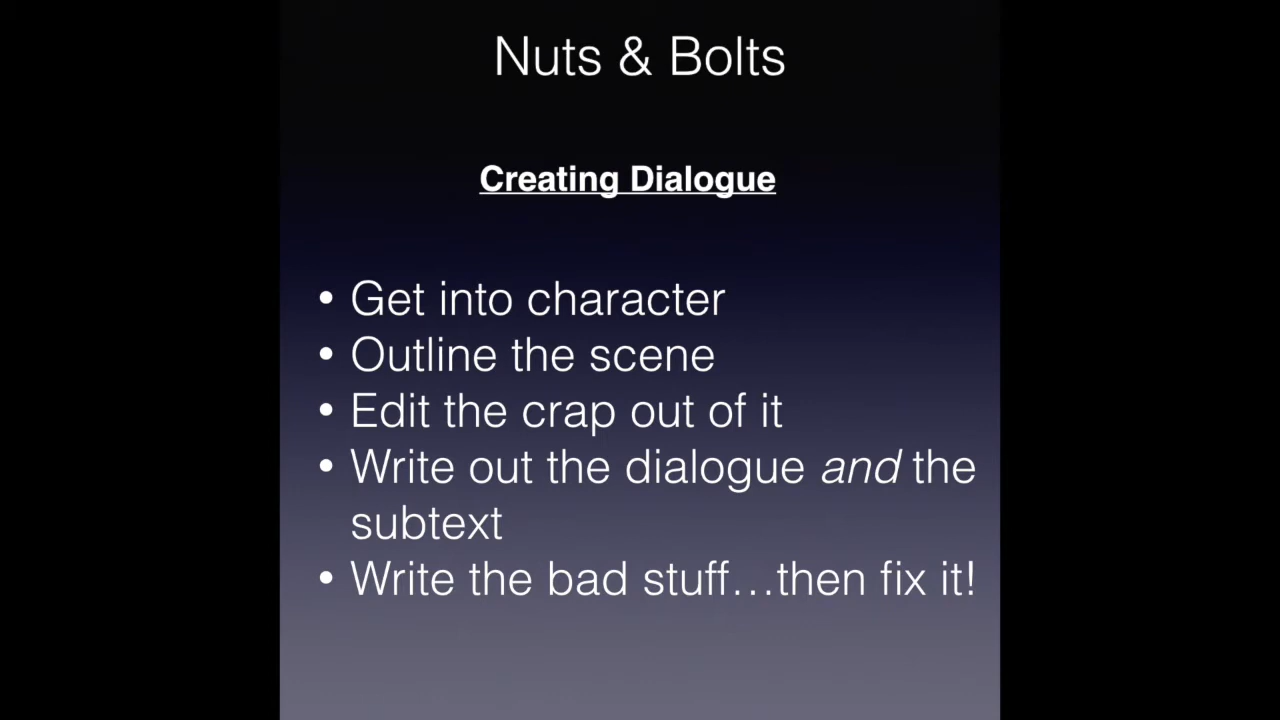 Nuts & Bolts
Creating Dialogue
• Get into character
• Outline the scene
• Edit the crap out of it
• Write out the dialogue and the
subtext
• Write the bad stuff…then fix it!